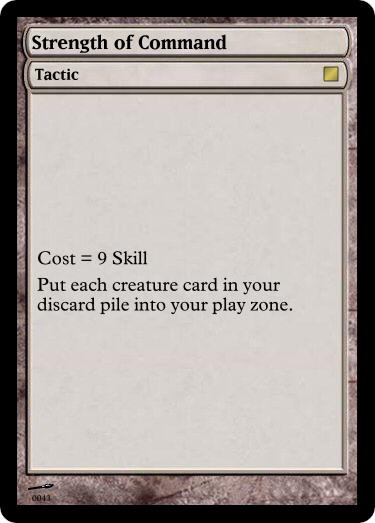 Strength of Command
Tactic
Cost = 9 Skill
Put each creature card in your
discard pile into your play zone.
0043